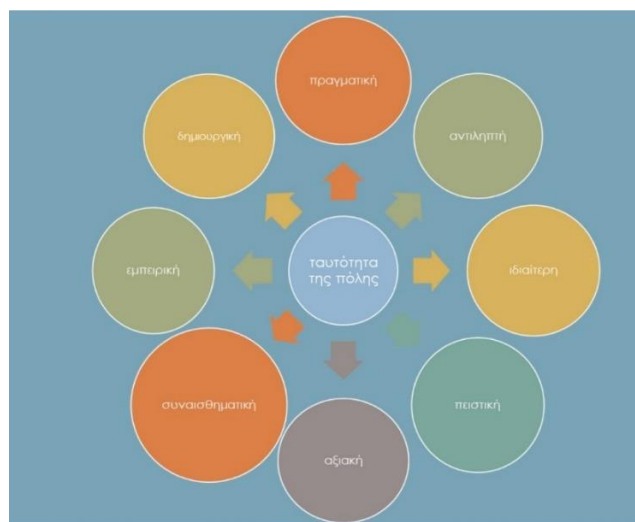 πραγματική
δημιουργική
αντιληπτή
εμπειρική
ταυτότητα
της πόλης
ιδιαίτερη
συναισθηματική
πειστική
αξιακή